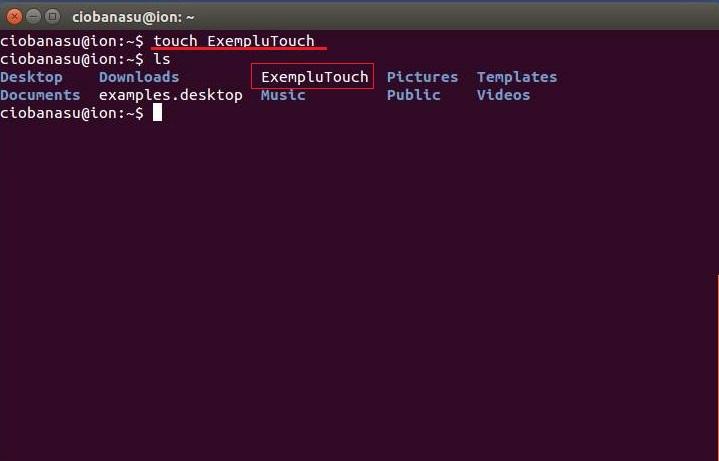 ciobanasu@ion: ~
ciobanasu@ion:~$ touch ExempluTouch
ciobanasu@ion:~$ ls
Desktop    Downloads         ExempluTouch  Pictures  Templates
Documents  examples.desktop  Music         Public    Videos
ciobanasu@ion:~$